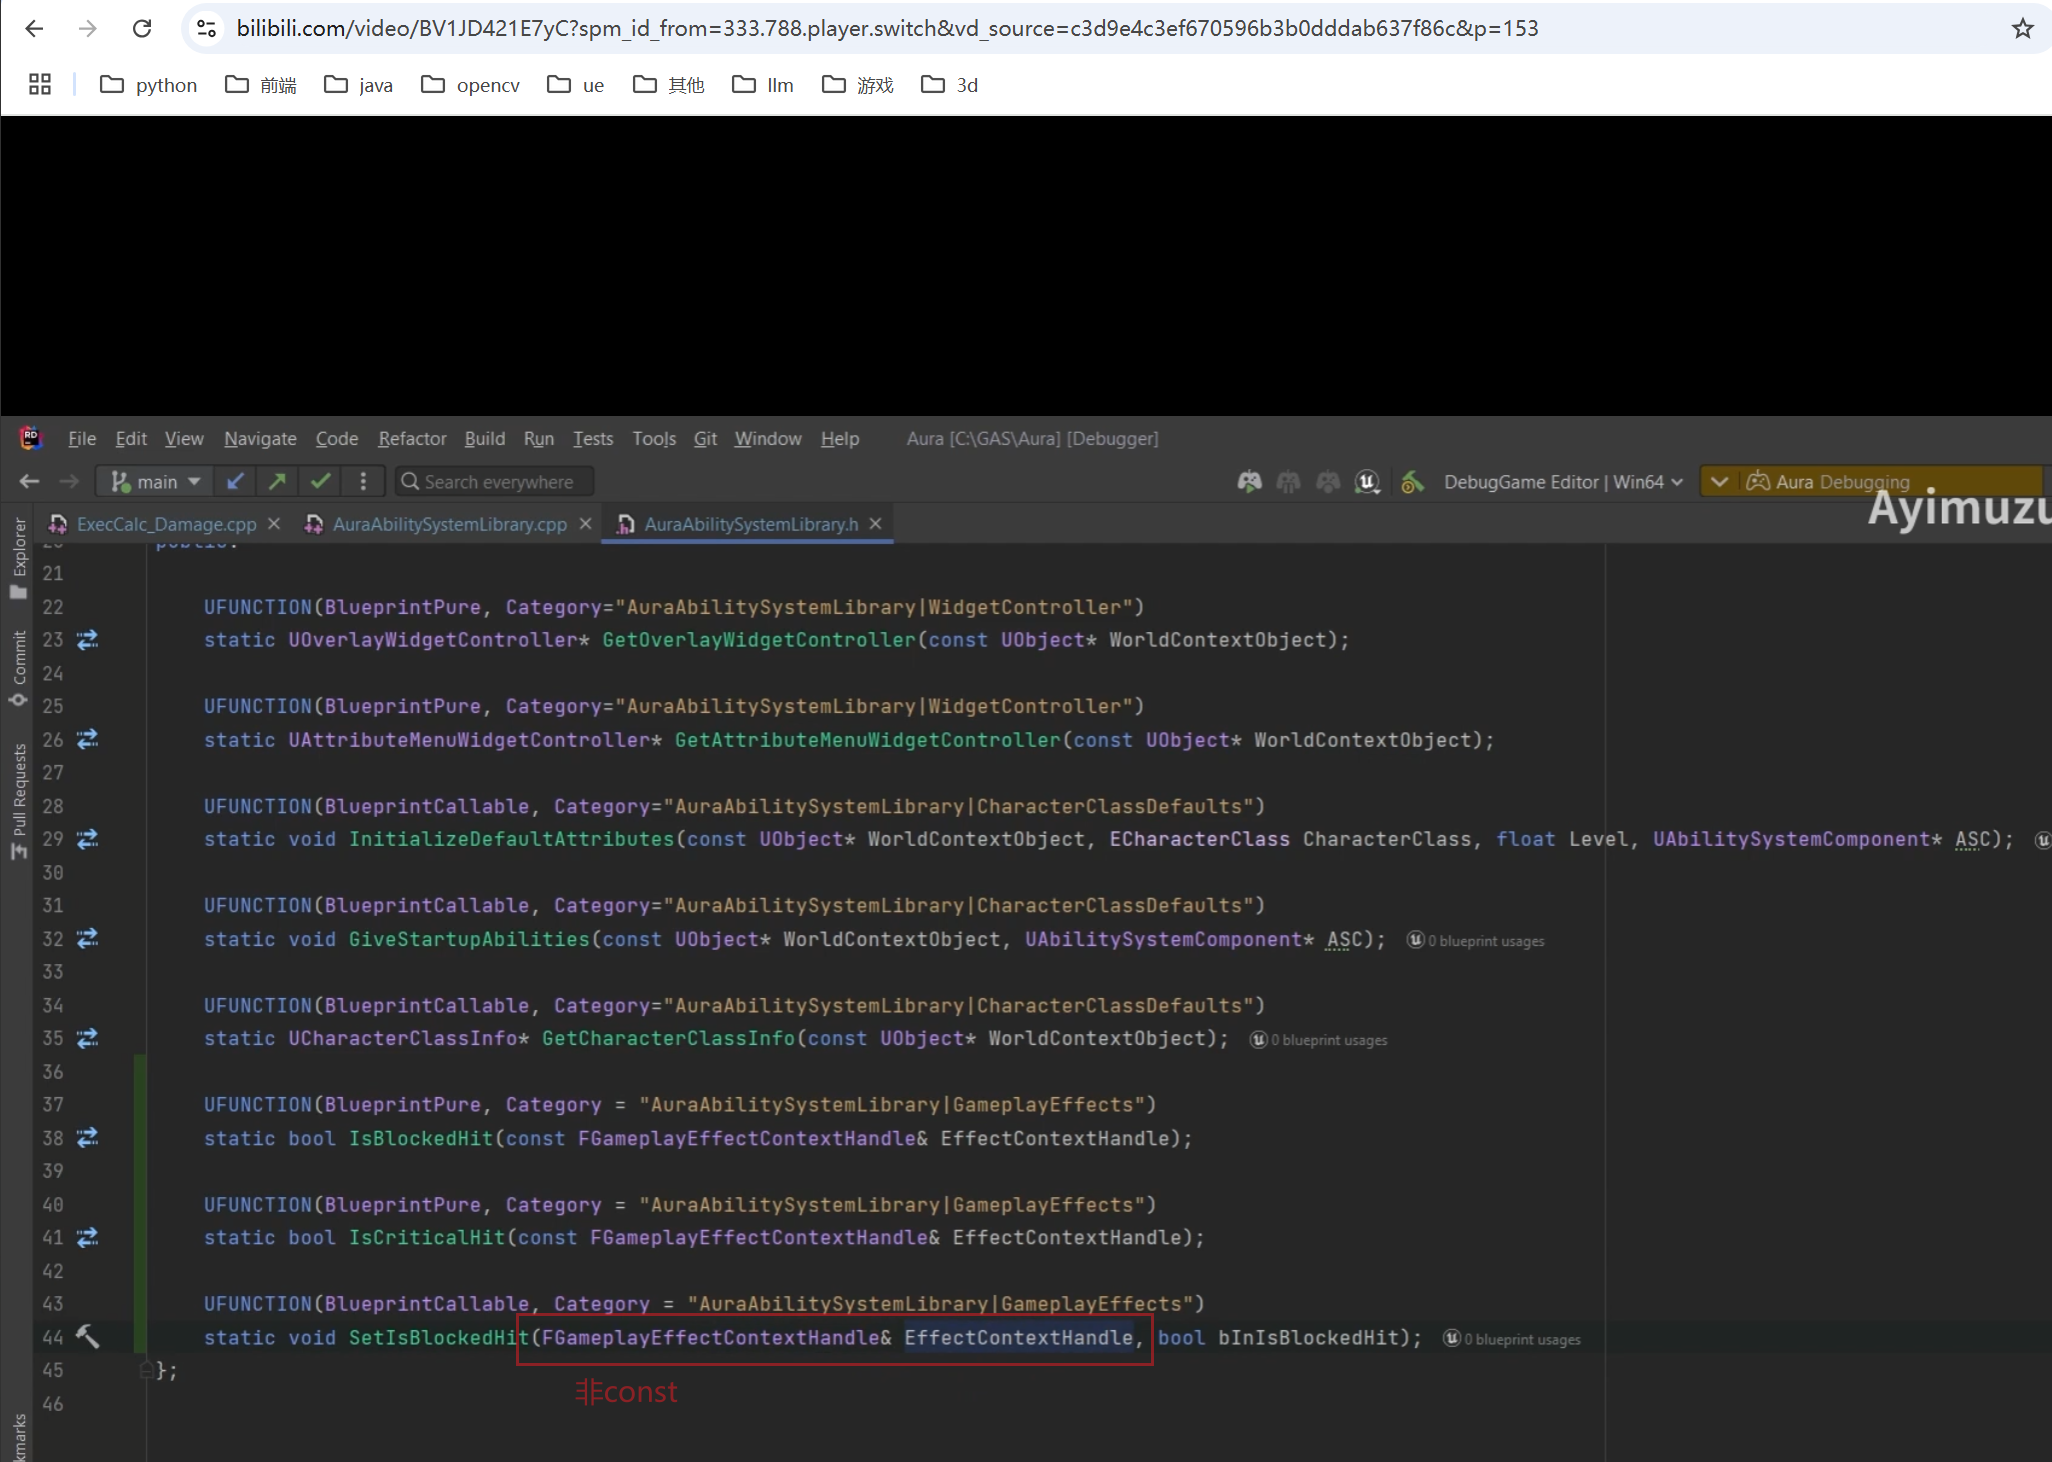 bilibili.com/video/BV1JD421E7yC?spm_id_from=333.788.player.switch&vd_source=c3d9e4c3ef670596b3b0dddab637f86c&p=153
python 前端 java opencv ue 其他 llm 游戏 3d
File Edit View Navigate Code Refactor Build Run Tests Tools Git Window Help Aura [C:\GAS\Aura] [Debugger]
main Search everywhere DebugGame Editor | Win64 Aura Debugging
Ayimuzu
ExecCalc_Damage.cpp AuraAbilitySystemLibrary.cpp AuraAbilitySystemLibrary.h
Explorer
Commit
Pull Requests
public:
21
22 UFUNCTION(BlueprintPure, Category="AuraAbilitySystemLibrary|WidgetController")
23 static UOverlayWidgetController* GetOverlayWidgetController(const UObject* WorldContextObject);
24
25 UFUNCTION(BlueprintPure, Category="AuraAbilitySystemLibrary|WidgetController")
26 static UAttributeMenuWidgetController* GetAttributeMenuWidgetController(const UObject* WorldContextObject);
27
28 UFUNCTION(BlueprintCallable, Category="AuraAbilitySystemLibrary|CharacterClassDefaults")
29 static void InitializeDefaultAttributes(const UObject* WorldContextObject, ECharacterClass CharacterClass, float Level, UAbilitySystemComponent* ASC);
30
31 UFUNCTION(BlueprintCallable, Category="AuraAbilitySystemLibrary|CharacterClassDefaults")
32 static void GiveStartupAbilities(const UObject* WorldContextObject, UAbilitySystemComponent* ASC); 0 blueprint usages
33
34 UFUNCTION(BlueprintCallable, Category="AuraAbilitySystemLibrary|CharacterClassDefaults")
35 static UCharacterClassInfo* GetCharacterClassInfo(const UObject* WorldContextObject); 0 blueprint usages
36
37 UFUNCTION(BlueprintPure, Category = "AuraAbilitySystemLibrary|GameplayEffects")
38 static bool IsBlockedHit(const FGameplayEffectContextHandle& EffectContextHandle);
39
40 UFUNCTION(BlueprintPure, Category = "AuraAbilitySystemLibrary|GameplayEffects")
41 static bool IsCriticalHit(const FGameplayEffectContextHandle& EffectContextHandle);
42
43 UFUNCTION(BlueprintCallable, Category = "AuraAbilitySystemLibrary|GameplayEffects")
44 static void SetIsBlockedHit(FGameplayEffectContextHandle& EffectContextHandle, bool bInIsBlockedHit); 0 blueprint usages
45 };
非const
46
kmarks